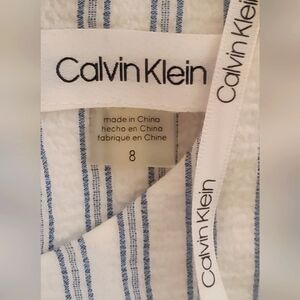 Calvin Klein
made in China
hecho en China
fabriqué en Chine
8
Calvin Klein
Calvin Klein